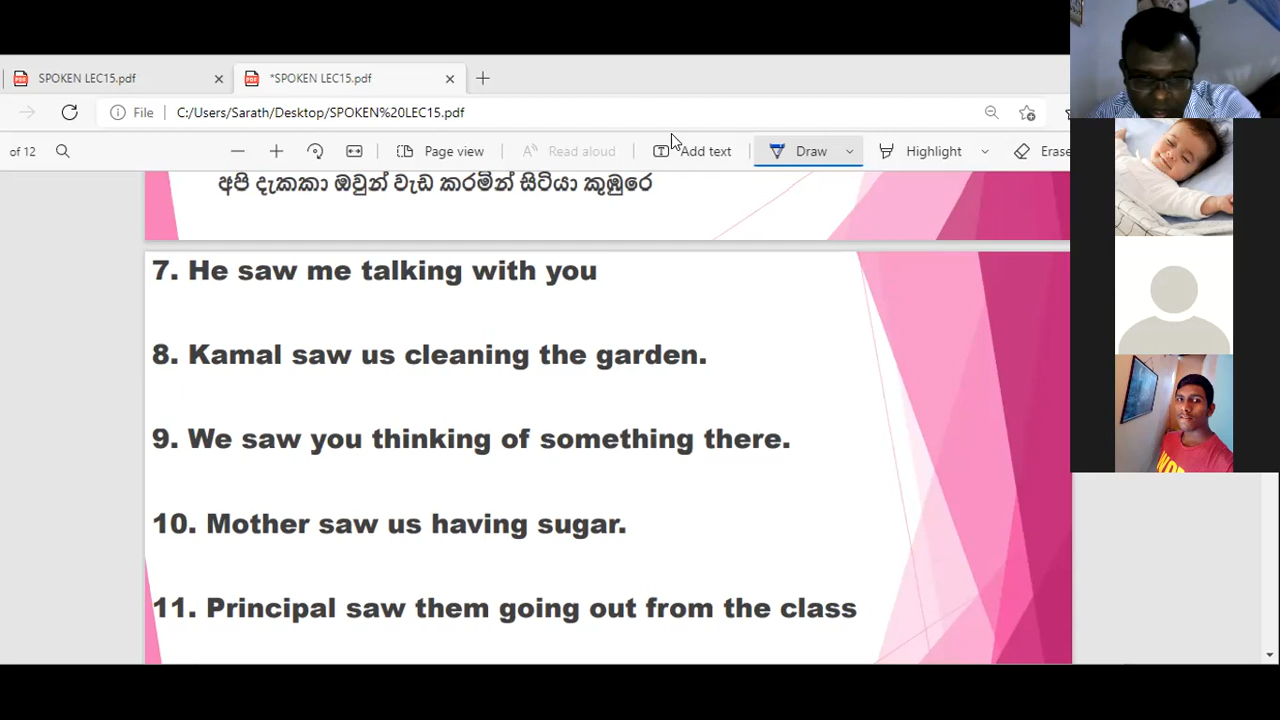 SPOKEN LEC15.pdf
*SPOKEN LEC15.pdf
File C:/Users/Sarath/Desktop/SPOKEN%20LEC15.pdf
of 12 Page view Read aloud Add text Draw Highlight Erase
අපි දැකකා ඔවුන් වැඩ කරමින් සිටියා කුඹුරෙ
7. He saw me talking with you
8. Kamal saw us cleaning the garden.
9. We saw you thinking of something there.
10. Mother saw us having sugar.
11. Principal saw them going out from the class